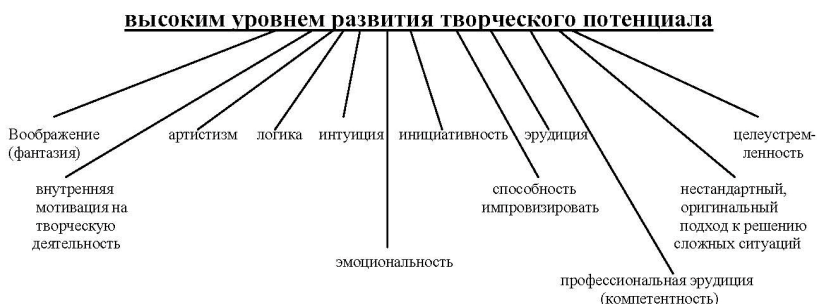 высоким уровнем развития творческого потенциала
Воображение
(фантазия)
артистизм
логика
интуиция
инициативность
эрудиция
целеустрем-
ленность
внутренняя
мотивация на
творческую
деятельность
способность
импровизировать
нестандартный,
оригинальный
подход к решению
сложных ситуаций
эмоциональность
профессиональная эрудиция
(компетентность)